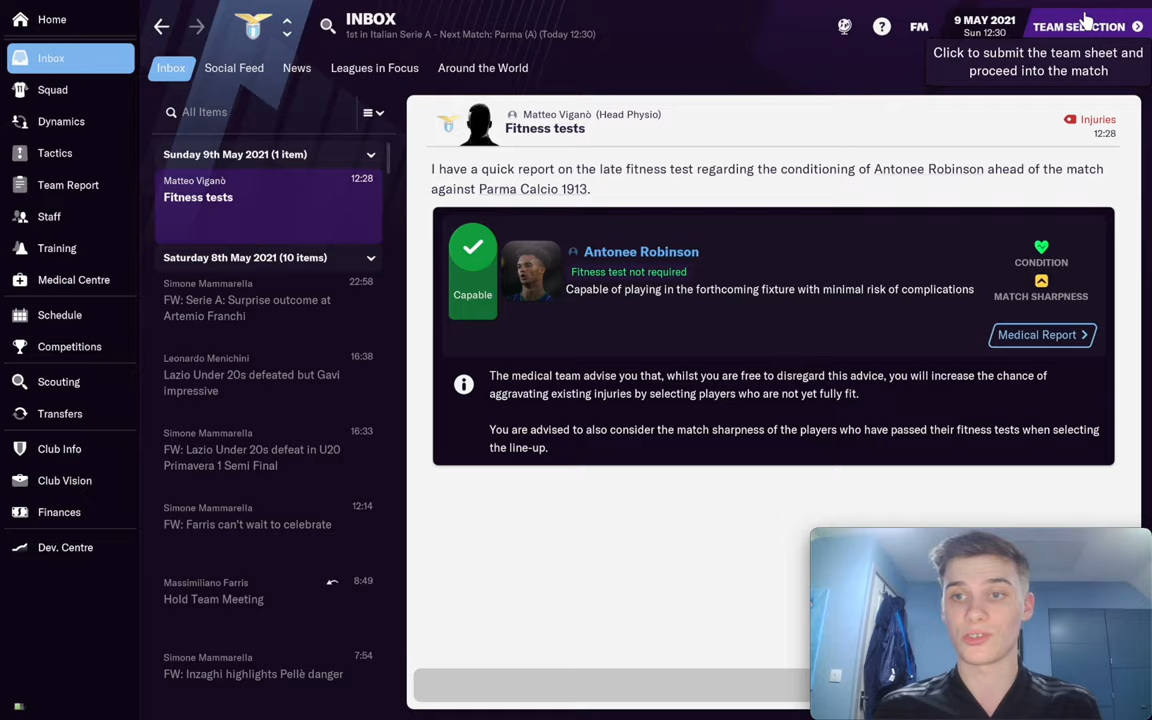 Home
Inbox
Squad
Dynamics
Tactics
Team Report
Staff
Training
Medical Centre
Schedule
Competitions
Scouting
Transfers
Club Info
Club Vision
Finances
Dev. Centre
INBOX
1st in Italian Serie A - Next Match: Parma (A) (Today 12:30)
?
FM
9 MAY 2021
Sun 12:30
TEAM SELECTION
Click to submit the team sheet and
proceed into the match
Inbox
Social Feed
News
Leagues in Focus
Around the World
All Items
Sunday 9th May 2021 (1 item)
Matteo Viganò 12:28
Fitness tests
Saturday 8th May 2021 (10 items)
Simone Mammarella 22:58
FW: Serie A: Surprise outcome at
Artemio Franchi
Leonardo Menichini 16:38
Lazio Under 20s defeated but Gavi
impressive
Simone Mammarella 16:33
FW: Lazio Under 20s defeat in U20
Primavera 1 Semi Final
Simone Mammarella 12:14
FW: Farris can't wait to celebrate
Massimiliano Farris 8:49
Hold Team Meeting
Simone Mammarella 7:54
FW: Inzaghi highlights Pellè danger
Matteo Viganò (Head Physio)
Fitness tests
Injuries
12:28
I have a quick report on the late fitness test regarding the conditioning of Antonee Robinson ahead of the match
against Parma Calcio 1913.
Capable
Antonee Robinson
Fitness test not required
Capable of playing in the forthcoming fixture with minimal risk of complications
CONDITION
MATCH SHARPNESS
Medical Report
The medical team advise you that, whilst you are free to disregard this advice, you will increase the chance of
aggravating existing injuries by selecting players who are not yet fully fit.
You are advised to also consider the match sharpness of the players who have passed their fitness tests when selecting
the line-up.